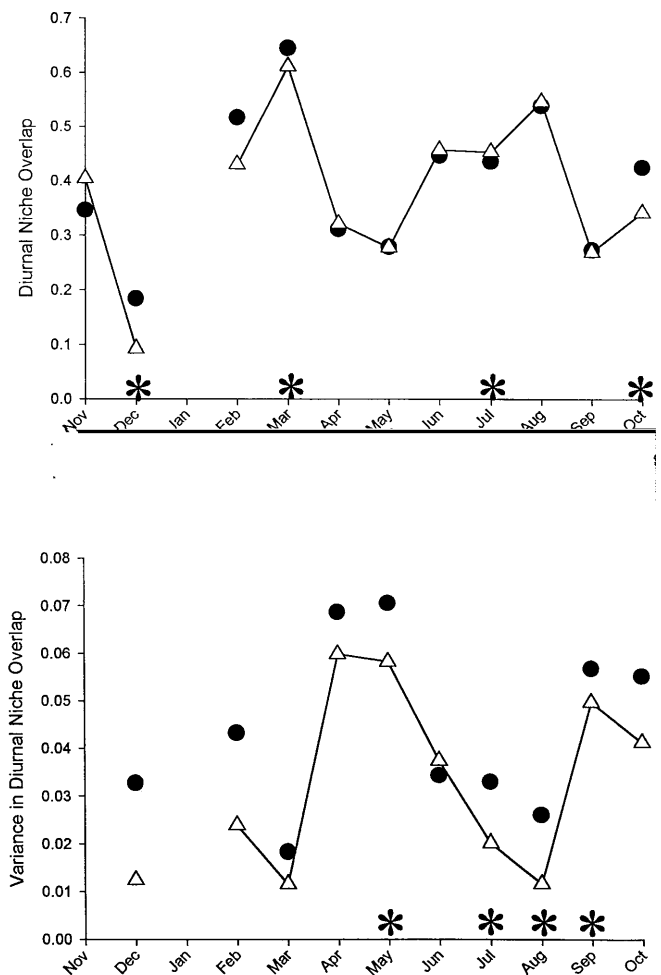 Diurnal Niche Overlap
0.7
0.6
0.5
0.4
0.3
0.2
0.1
0.0
* * * *
Nov Dec Jan Feb Mar Apr May Jun Jul Aug Sep Oct
Variance in Diurnal Niche Overlap
0.08
0.07
0.06
0.05
0.04
0.03
0.02
0.01
0.00
* * * *
Nov Dec Jan Feb Mar Apr May Jun Jul Aug Sep Oct